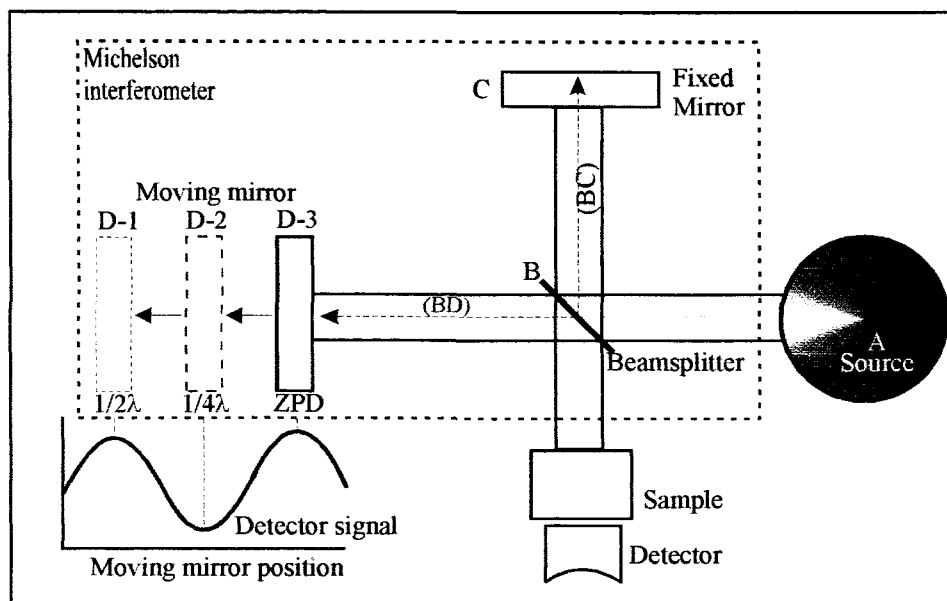 Michelson
interferometer
C
Fixed
Mirror
(BC)
Moving mirror
D-1 D-2 D-3
B
(BD)
Beamsplitter
A
Source
1/2λ 1/4λ ZPD
Sample
Detector signal
Detector
Moving mirror position